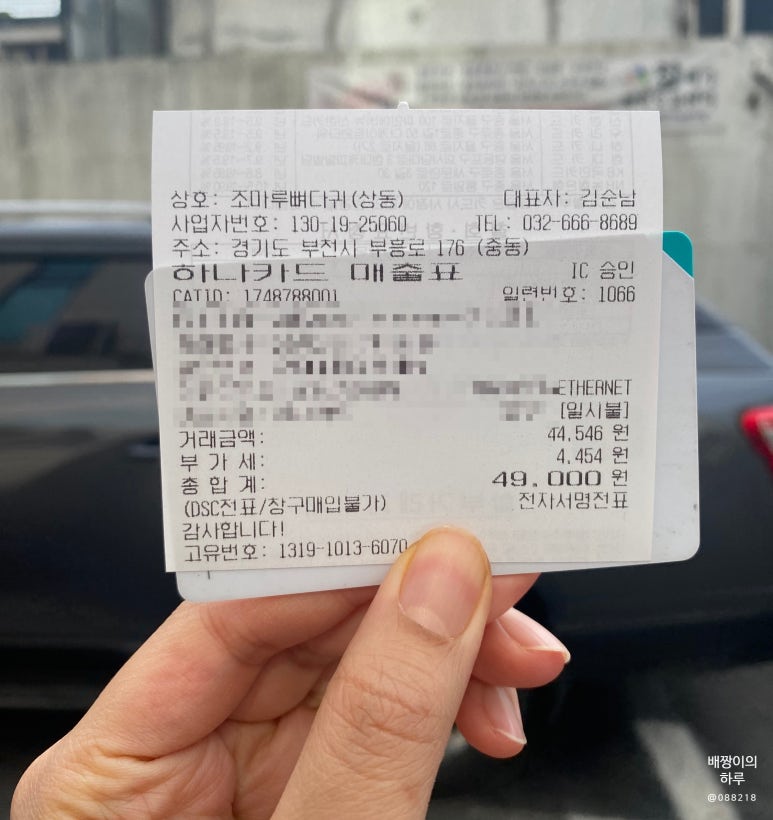 상호: 조마루뼈다귀(상동) 대표자: 김순남
사업자번호: 130-19-25060 TEL: 032-666-8689
주소: 경기도 부천시 부흥로 176 (중동)
하나카드 매출표 IC 승인
CATID: 1748788001 일련번호: 1066
ETHERNET
[일시불]
거래금액: 44,546 원
부 가 세: 4,454 원
총 합 계: 49,000 원
(DSC전표/창구매입불가) 전자서명전표
감사합니다!
고유번호: 1319-1013-6070
배짱이의
하루
@088218